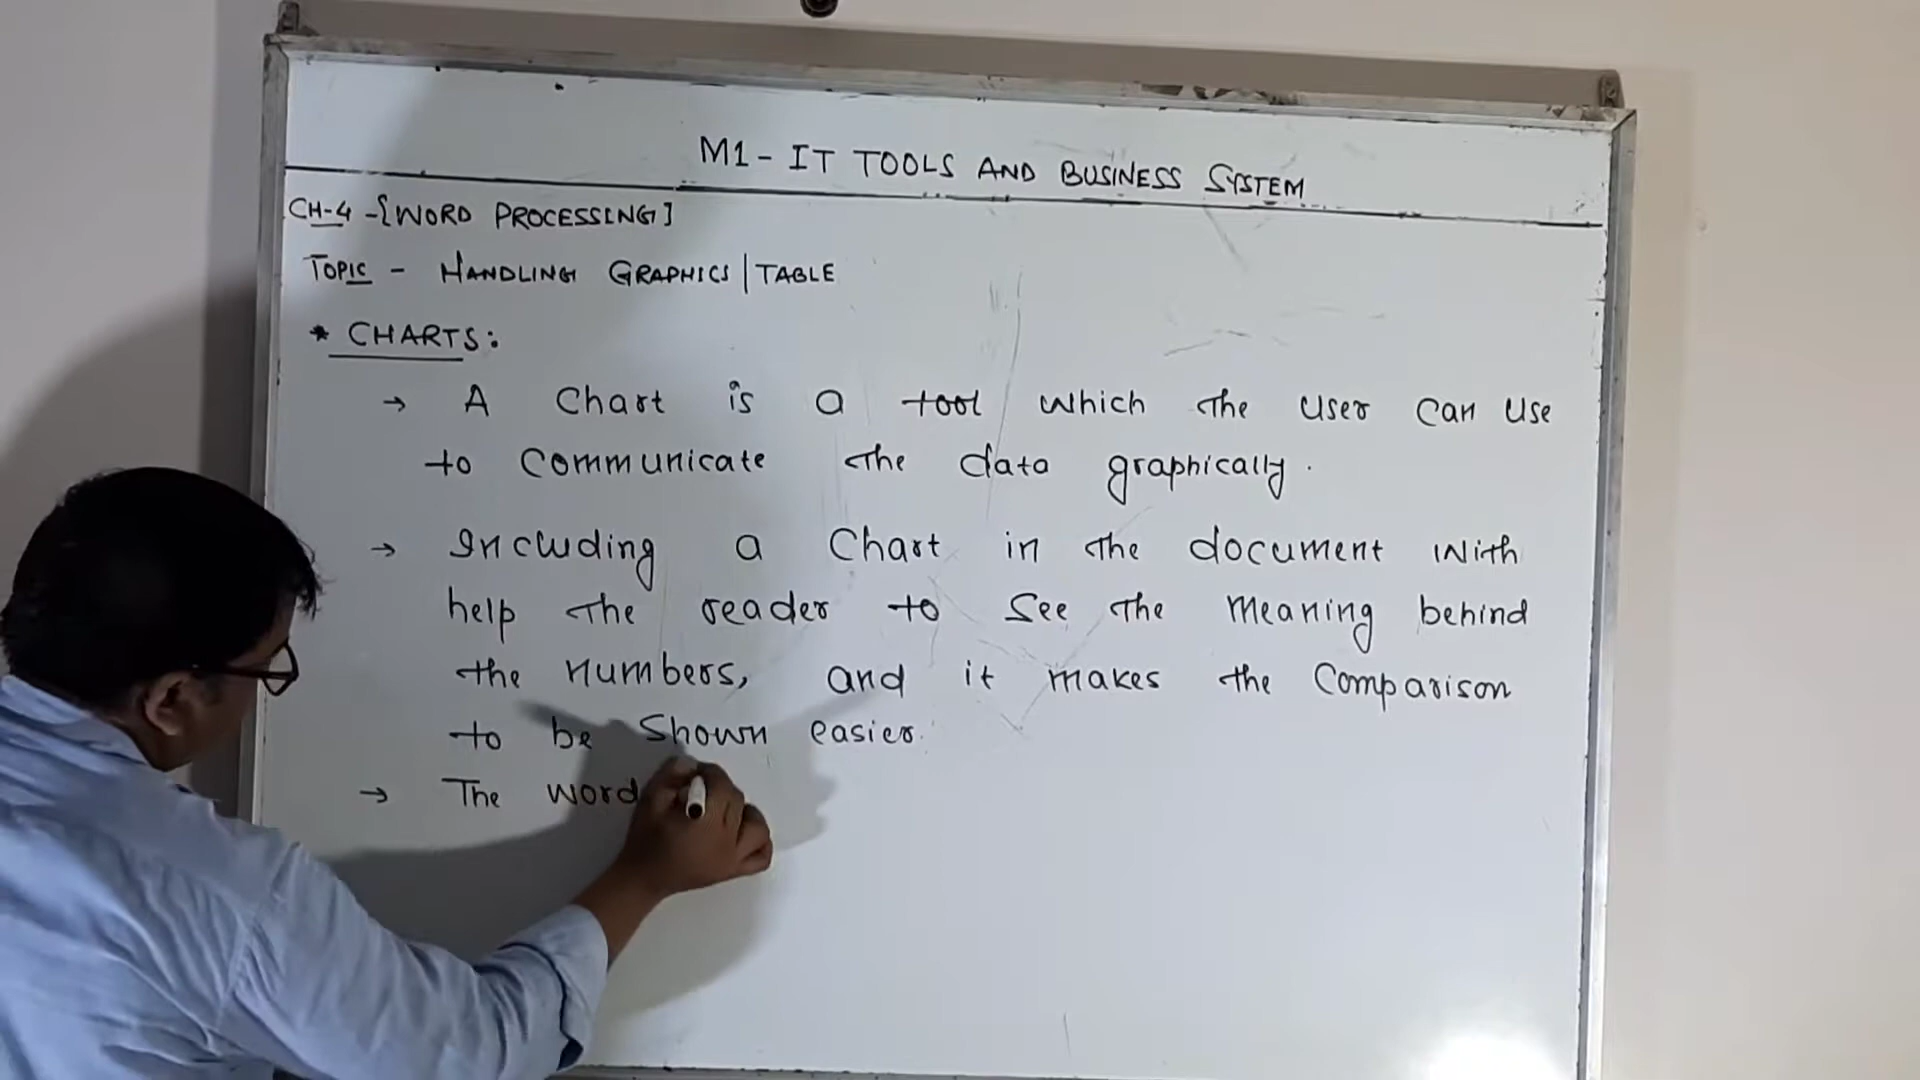 M1 - IT TOOLS AND BUSINESS SYSTEM
CH-4 - [WORD PROCESSING]
TOPIC - HANDLING GRAPHICS | TABLE
* CHARTS:
→ A Chart is a tool which the user can use
to communicate the data graphically.
→ Including a Chart in the document with
help the reader to see the meaning behind
the numbers, and it makes the Comparison
to be Shown easier.
→ The word